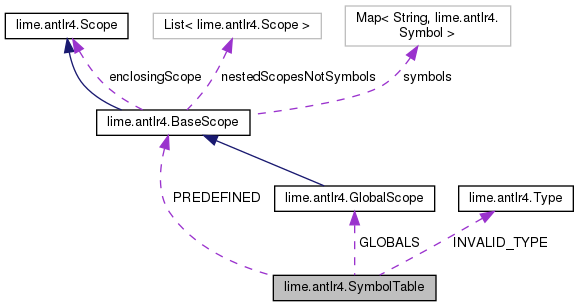 lime.antlr4.Scope
List< lime.antlr4.Scope >
Map< String, lime.antlr4.
Symbol >
enclosingScope
nestedScopesNotSymbols
symbols
lime.antlr4.BaseScope
PREDEFINED
lime.antlr4.GlobalScope
lime.antlr4.Type
GLOBALS
INVALID_TYPE
lime.antlr4.SymbolTable